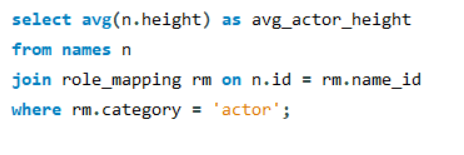 select avg(n.height) as avg_actor_height
from names n
join role_mapping rm on n.id = rm.name_id
where rm.category = 'actor';